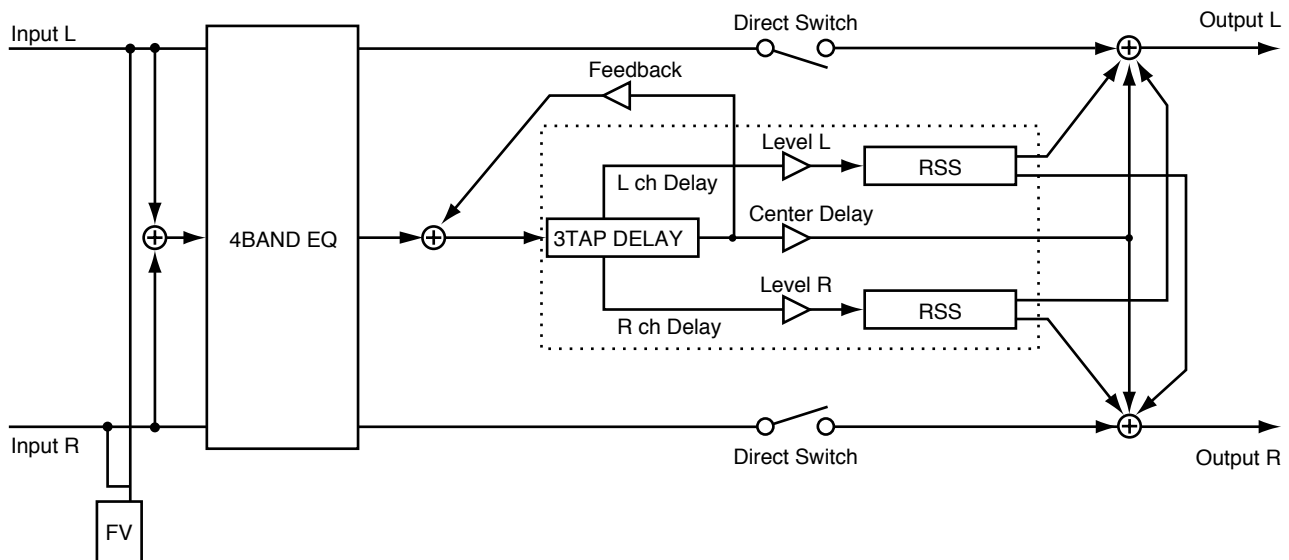 Input L
Direct Switch
Output L
Feedback
Level L
RSS
L ch Delay
4BAND EQ
3TAP DELAY
Center Delay
Level R
RSS
R ch Delay
Input R
Direct Switch
Output R
FV